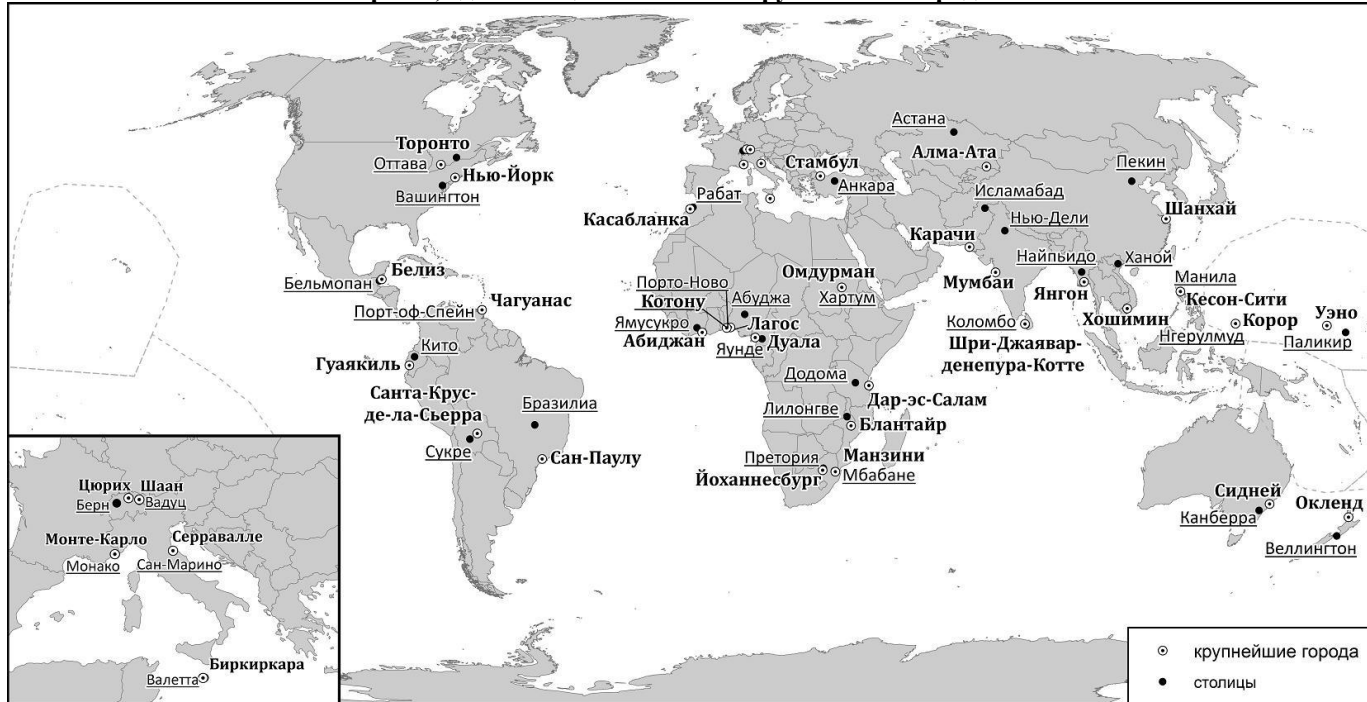 Торонто
Оттава
Нью-Йорк
Вашингтон
Белиз
Бельмопан
Чагуанас
Порт-оф-Спейн
Кито
Гуаякиль
Санта-Крус-
де-ла-Сьерра
Бразилиа
Сукре
Сан-Паулу
Астана
Алма-Ата
Стамбул
Анкара
Рабат
Касабланка
Пекин
Шанхай
Исламабад
Нью-Дели
Карачи
Мумбаи
Найпьидо
Ханой
Янгон
Хошимин
Манила
Кесон-Сити
Корор
Нгерулмуд
Уэно
Паликир
Коломбо
Шри-Джаявар-
денепура-Котте
Омдурман
Хартум
Порто-Ново
Котону
Абуджа
Ямусукро
Лагос
Абиджан
Дуала
Яунде
Додома
Дар-эс-Салам
Лилонгве
Блантайр
Претория
Манзини
Йоханнесбург
Мбабане
Сидней
Канберра
Окленд
Веллингтон
Цюрих
Шаан
Берн
Вадуц
Монте-Карло
Серравалле
Монако
Сан-Марино
Биркиркара
Валетта
крупнейшие города
столицы